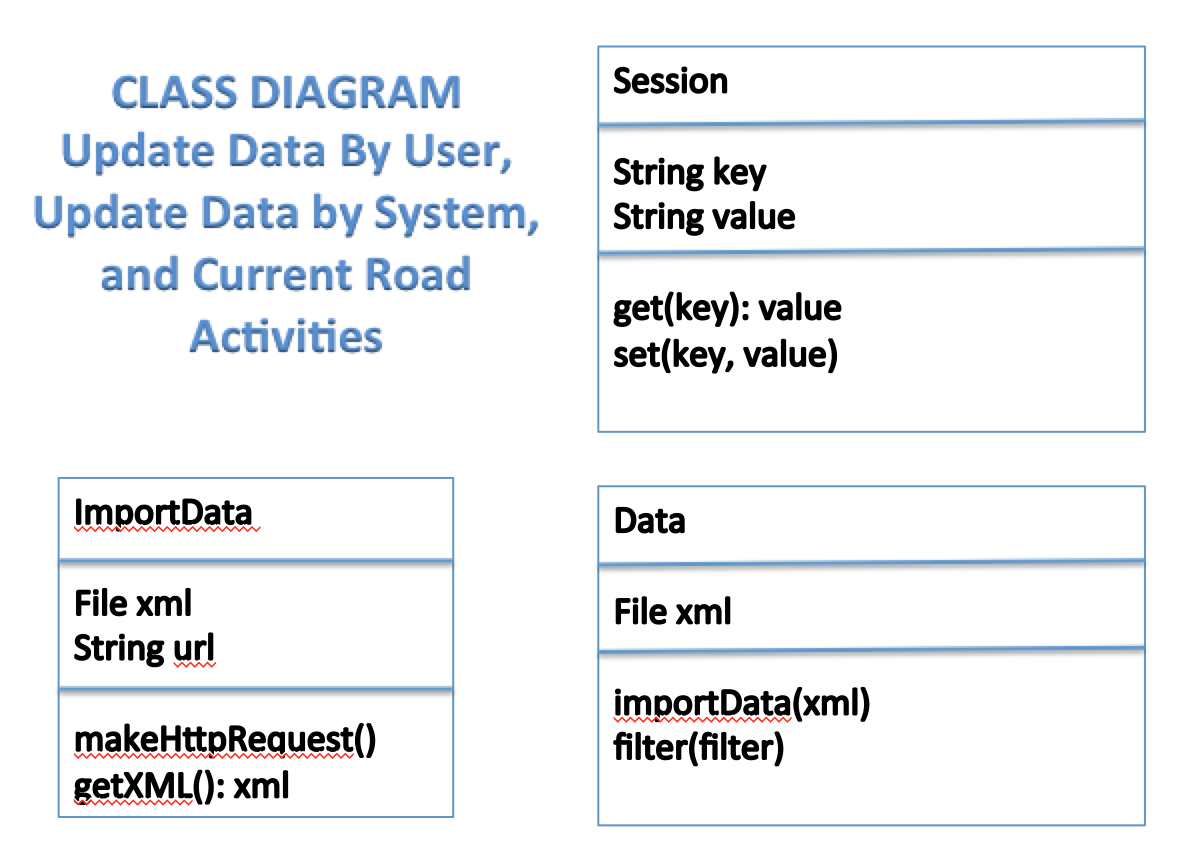 CLASS DIAGRAM
Update Data By User,
Update Data by System,
and Current Road
Activities
Session
String key
String value
get(key): value
set(key, value)
ImportData
File xml
String url
makeHttpRequest()
getXML(): xml
Data
File xml
importData(xml)
filter(filter)